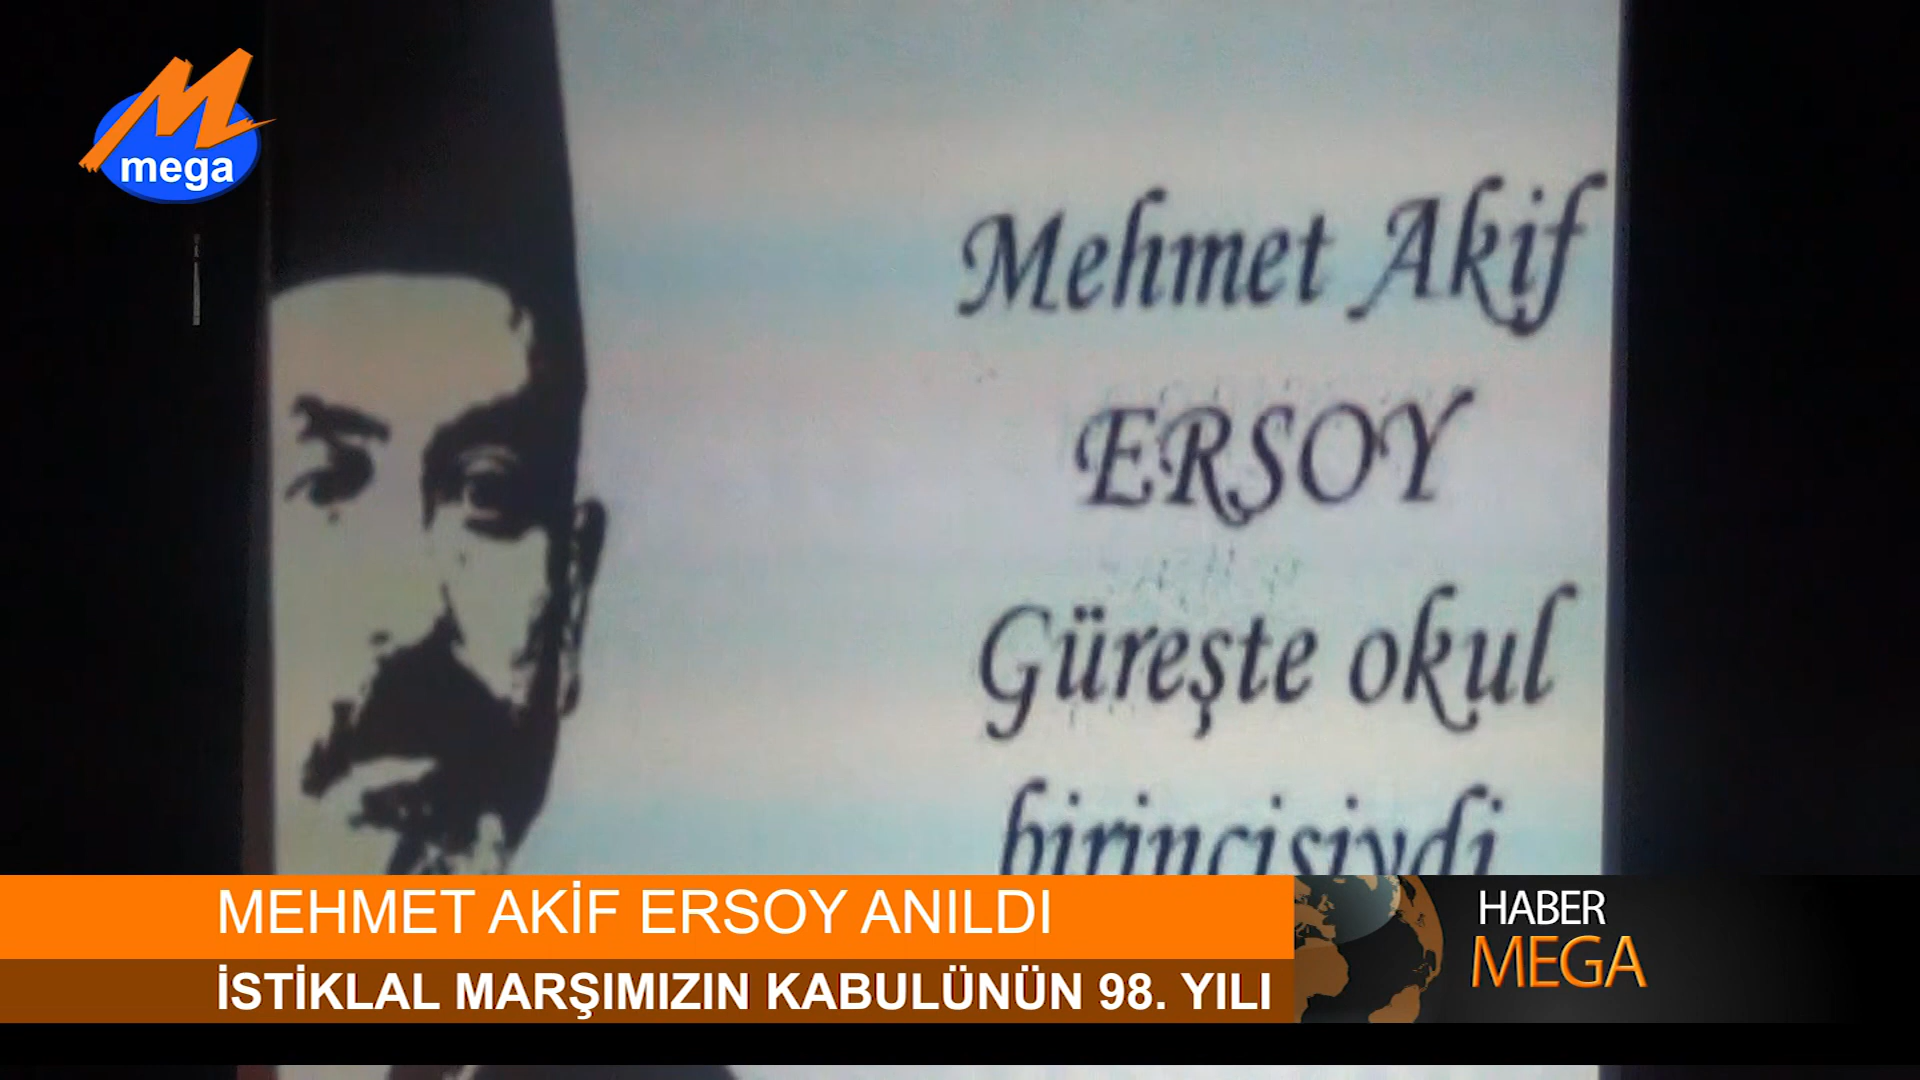 mega
Mehmet Akif
ERSOY
Güreşte okul
birincisiydi
MEHMET AKİF ERSOY ANILDI
İSTİKLAL MARŞIMIZIN KABULÜNÜN 98. YILI
HABER
MEGA